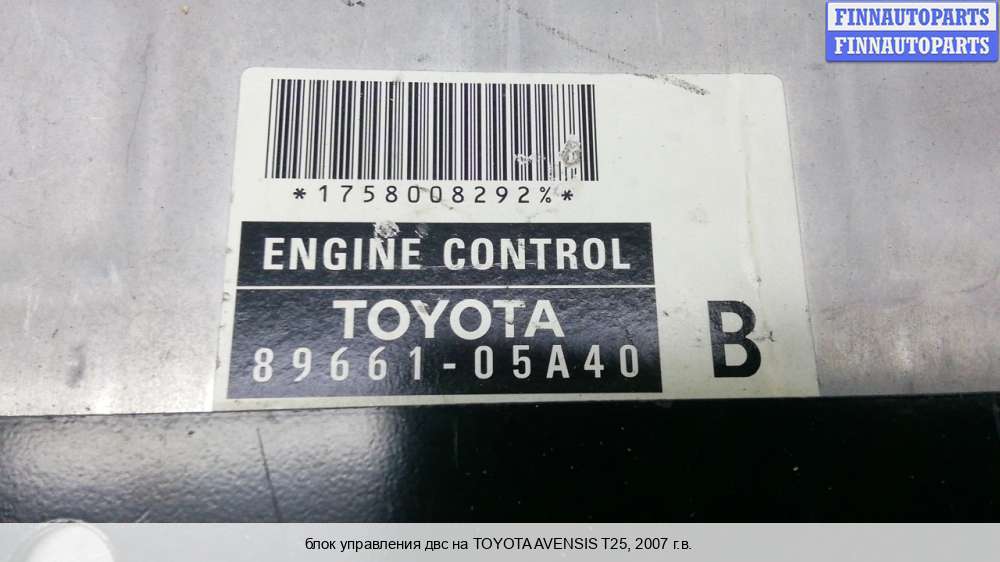 FINNAUTOPARTS
FINNAUTOPARTS
*1758008292%*
ENGINE CONTROL
TOYOTA
89661-05A40
B
блок управления двс на TOYOTA AVENSIS T25, 2007 г.в.